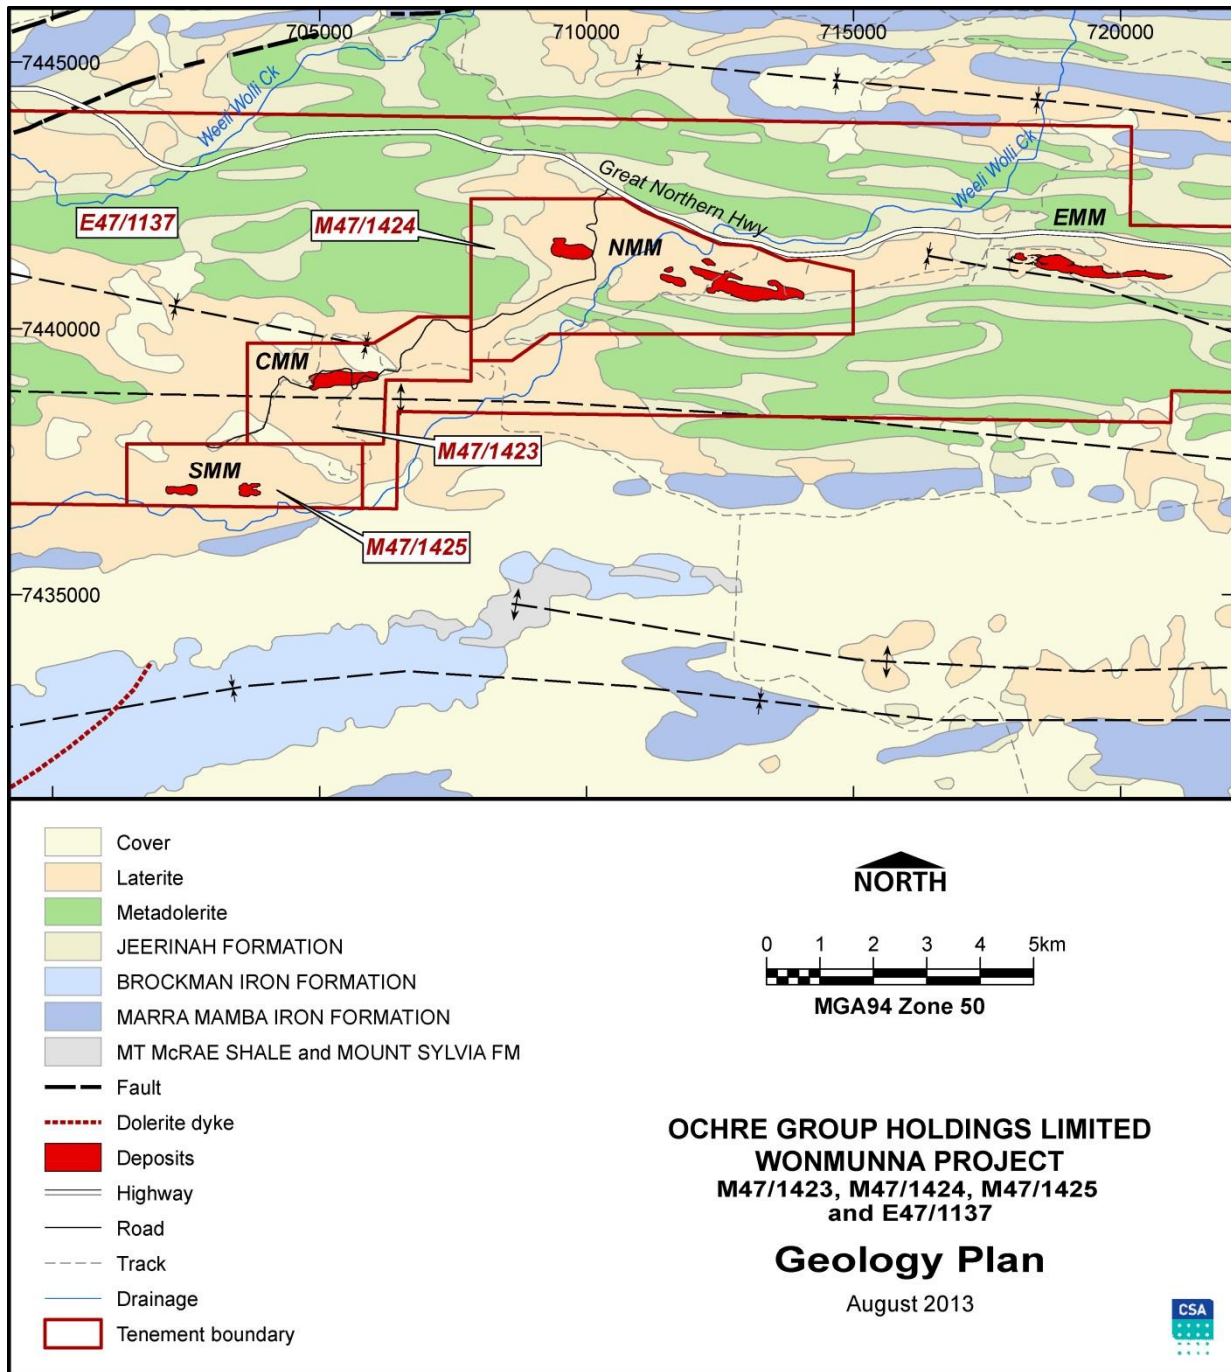 705000
710000
715000
720000
7445000
Weeli Wolli Ck
Great Northern Hwy
Weeli Wolli Ck
E47/1137
M47/1424
NMM
EMM
7440000
CMM
M47/1423
SMM
M47/1425
7435000
Cover
Laterite
Metadolerite
JEERINAH FORMATION
BROCKMAN IRON FORMATION
MARRA MAMBA IRON FORMATION
MT McRAE SHALE and MOUNT SYLVIA FM
Fault
Dolerite dyke
Deposits
Highway
Road
Track
Drainage
Tenement boundary
NORTH
0 1 2 3 4 5km
MGA94 Zone 50
OCHRE GROUP HOLDINGS LIMITED
WONMUNNA PROJECT
M47/1423, M47/1424, M47/1425
and E47/1137
Geology Plan
August 2013
CSA